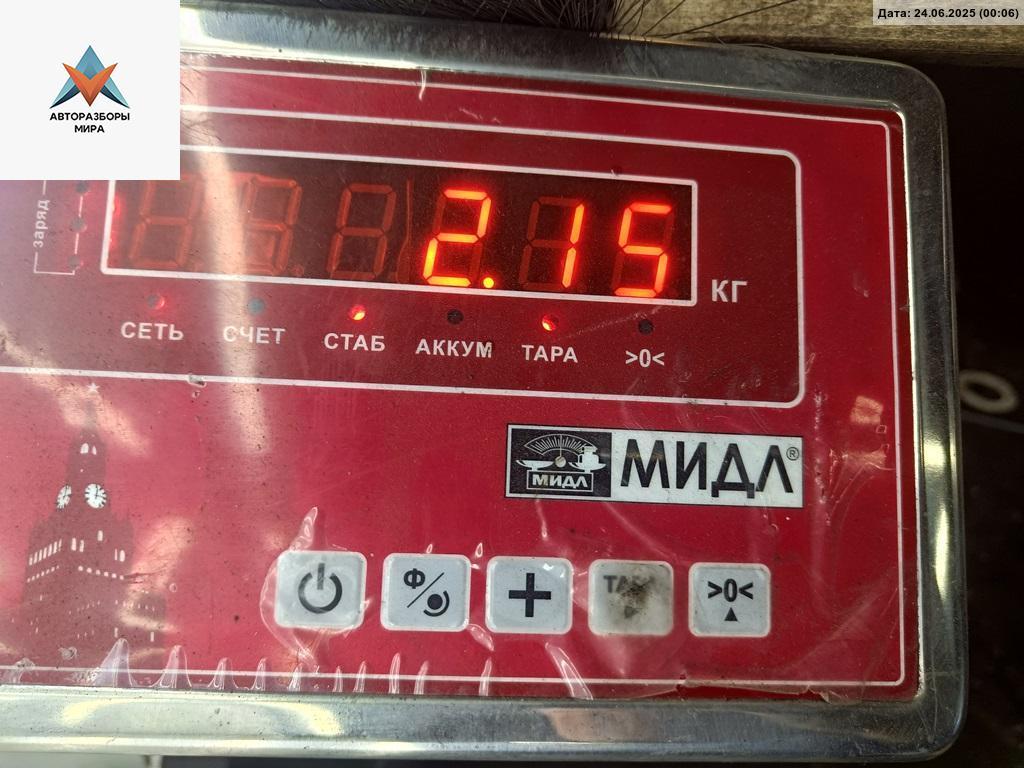 Дата: 24.06.2025 (00:06)
АВТОРАЗБОРЫ
МИРА
заряд
2.15
КГ
СЕТЬ СЧЕТ СТАБ АККУМ ТАРА >0<
МИДЛ МИДЛ®
Ф + ТАРА >0<